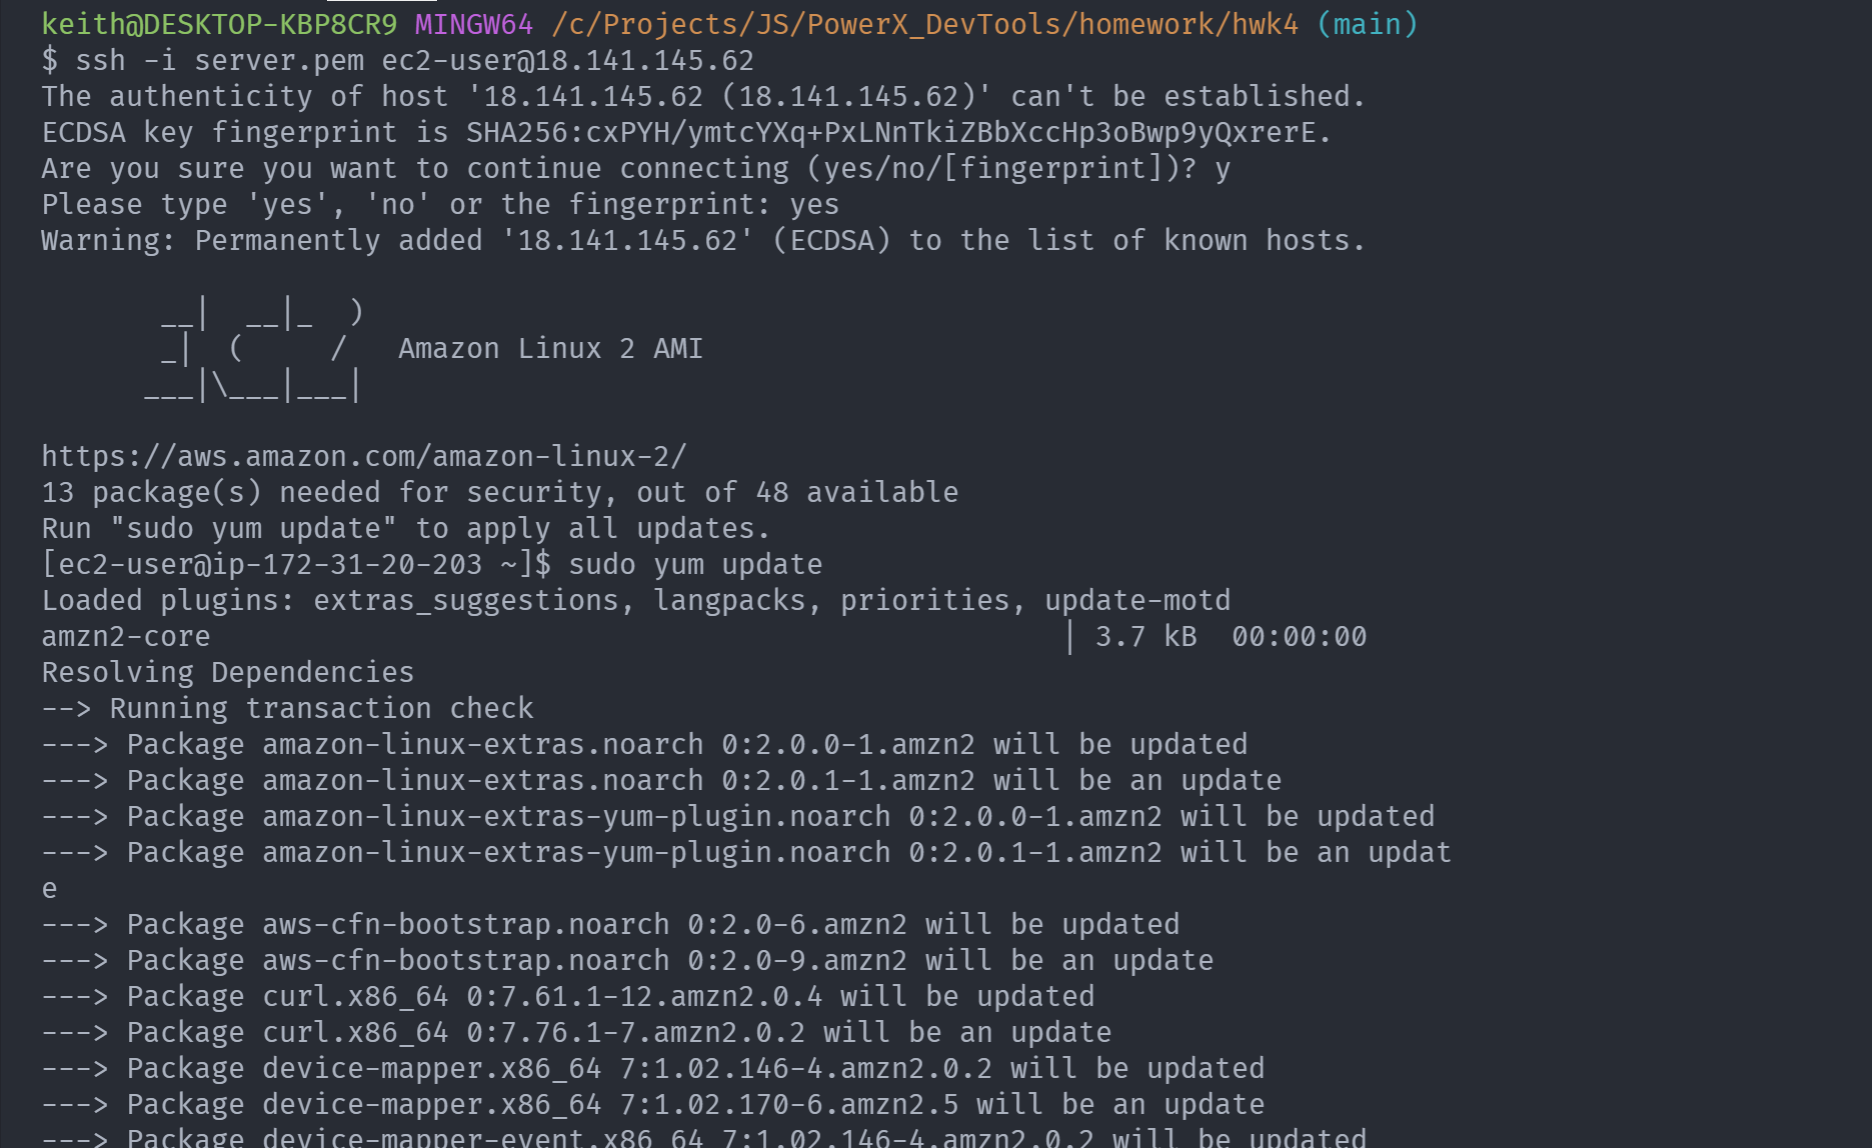 keith@DESKTOP-KBP8CR9 MINGW64 /c/Projects/JS/PowerX_DevTools/homework/hwk4 (main)
$ ssh -i server.pem ec2-user@18.141.145.62
The authenticity of host '18.141.145.62 (18.141.145.62)' can't be established.
ECDSA key fingerprint is SHA256:cxPYH/ymtcYXq+PxLNnTkiZBbXccHp3oBwp9yQxrerE.
Are you sure you want to continue connecting (yes/no/[fingerprint])? y
Please type 'yes', 'no' or the fingerprint: yes
Warning: Permanently added '18.141.145.62' (ECDSA) to the list of known hosts.
       __|  __|_  )
       _|  (     /   Amazon Linux 2 AMI
      ___|\___|___|
https://aws.amazon.com/amazon-linux-2/
13 package(s) needed for security, out of 48 available
Run "sudo yum update" to apply all updates.
[ec2-user@ip-172-31-20-203 ~]$ sudo yum update
Loaded plugins: extras_suggestions, langpacks, priorities, update-motd
amzn2-core                                                  | 3.7 kB  00:00:00
Resolving Dependencies
--> Running transaction check
---> Package amazon-linux-extras.noarch 0:2.0.0-1.amzn2 will be updated
---> Package amazon-linux-extras.noarch 0:2.0.1-1.amzn2 will be an update
---> Package amazon-linux-extras-yum-plugin.noarch 0:2.0.0-1.amzn2 will be updated
---> Package amazon-linux-extras-yum-plugin.noarch 0:2.0.1-1.amzn2 will be an updat
e
---> Package aws-cfn-bootstrap.noarch 0:2.0-6.amzn2 will be updated
---> Package aws-cfn-bootstrap.noarch 0:2.0-9.amzn2 will be an update
---> Package curl.x86_64 0:7.61.1-12.amzn2.0.4 will be updated
---> Package curl.x86_64 0:7.76.1-7.amzn2.0.2 will be an update
---> Package device-mapper.x86_64 7:1.02.146-4.amzn2.0.2 will be updated
---> Package device-mapper.x86_64 7:1.02.170-6.amzn2.5 will be an update
---> Package device-mapper-event.x86_64 7:1.02.146-4.amzn2.0.2 will be updated